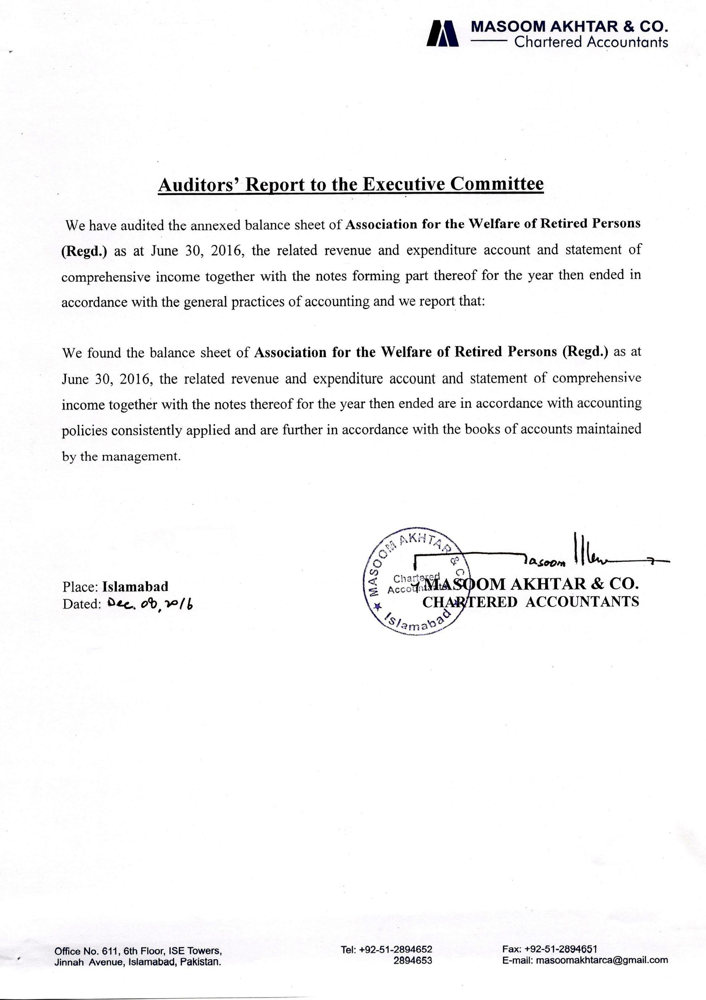 MASOOM AKHTAR & CO.
Chartered Accountants
Auditors’ Report to the Executive Committee
We have audited the annexed balance sheet of Association for the Welfare of Retired Persons
(Regd.) as at June 30, 2016, the related revenue and expenditure account and statement of
comprehensive income together with the notes forming part thereof for the year then ended in
accordance with the general practices of accounting and we report that:
We found the balance sheet of Association for the Welfare of Retired Persons (Regd.) as at
June 30, 2016, the related revenue and expenditure account and statement of comprehensive
income together with the notes thereof for the year then ended are in accordance with accounting
policies consistently applied and are further in accordance with the books of accounts maintained
by the management.
Place: Islamabad
Dated: Dec. 08, 2016
MASOOM AKHTAR & CO.
Chartered
Accountants
Islamabad
Masoom
MASOOM AKHTAR & CO.
CHARTERED ACCOUNTANTS
Office No. 611, 6th Floor, ISE Towers,
Jinnah Avenue, Islamabad, Pakistan.
Tel: +92-51-2894652
2894653
Fax: +92-51-2894651
E-mail: masoomakhtarca@gmail.com